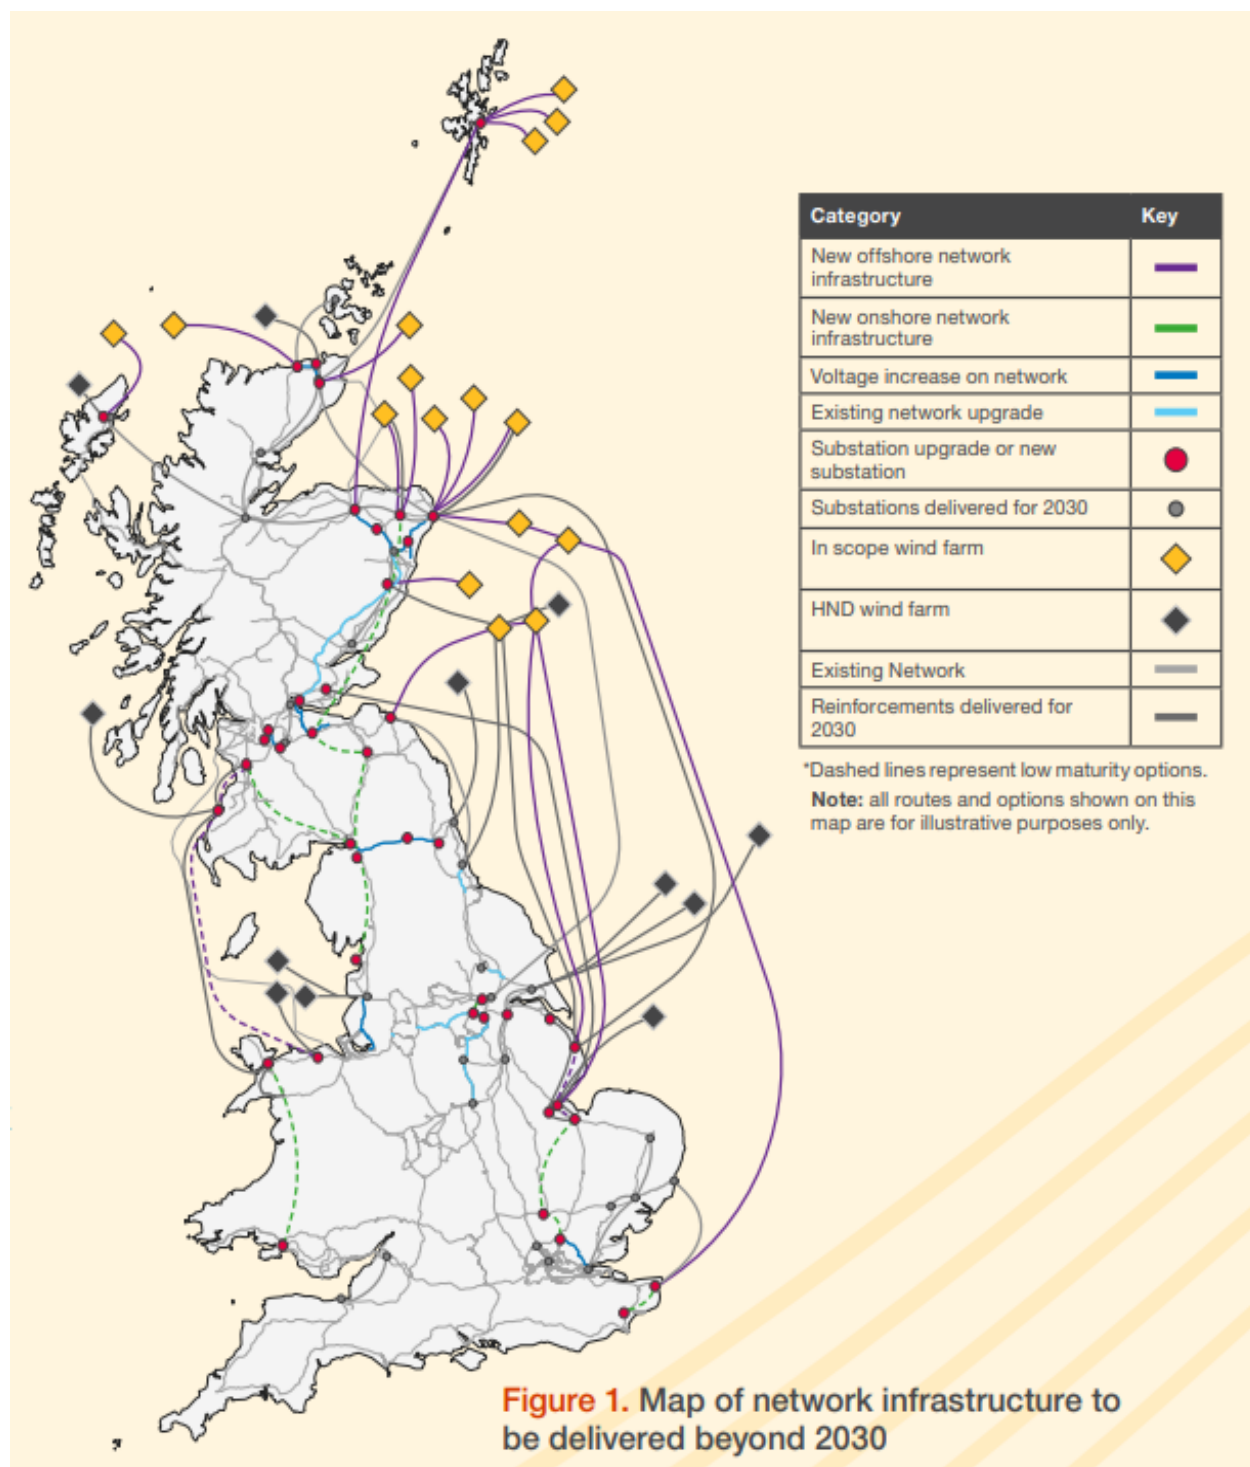 Category Key
New offshore network
infrastructure
New onshore network
infrastructure
Voltage increase on network
Existing network upgrade
Substation upgrade or new
substation
Substations delivered for 2030
In scope wind farm
HND wind farm
Existing Network
Reinforcements delivered for
2030
*Dashed lines represent low maturity options.
Note: all routes and options shown on this
map are for illustrative purposes only.
Figure 1. Map of network infrastructure to
be delivered beyond 2030